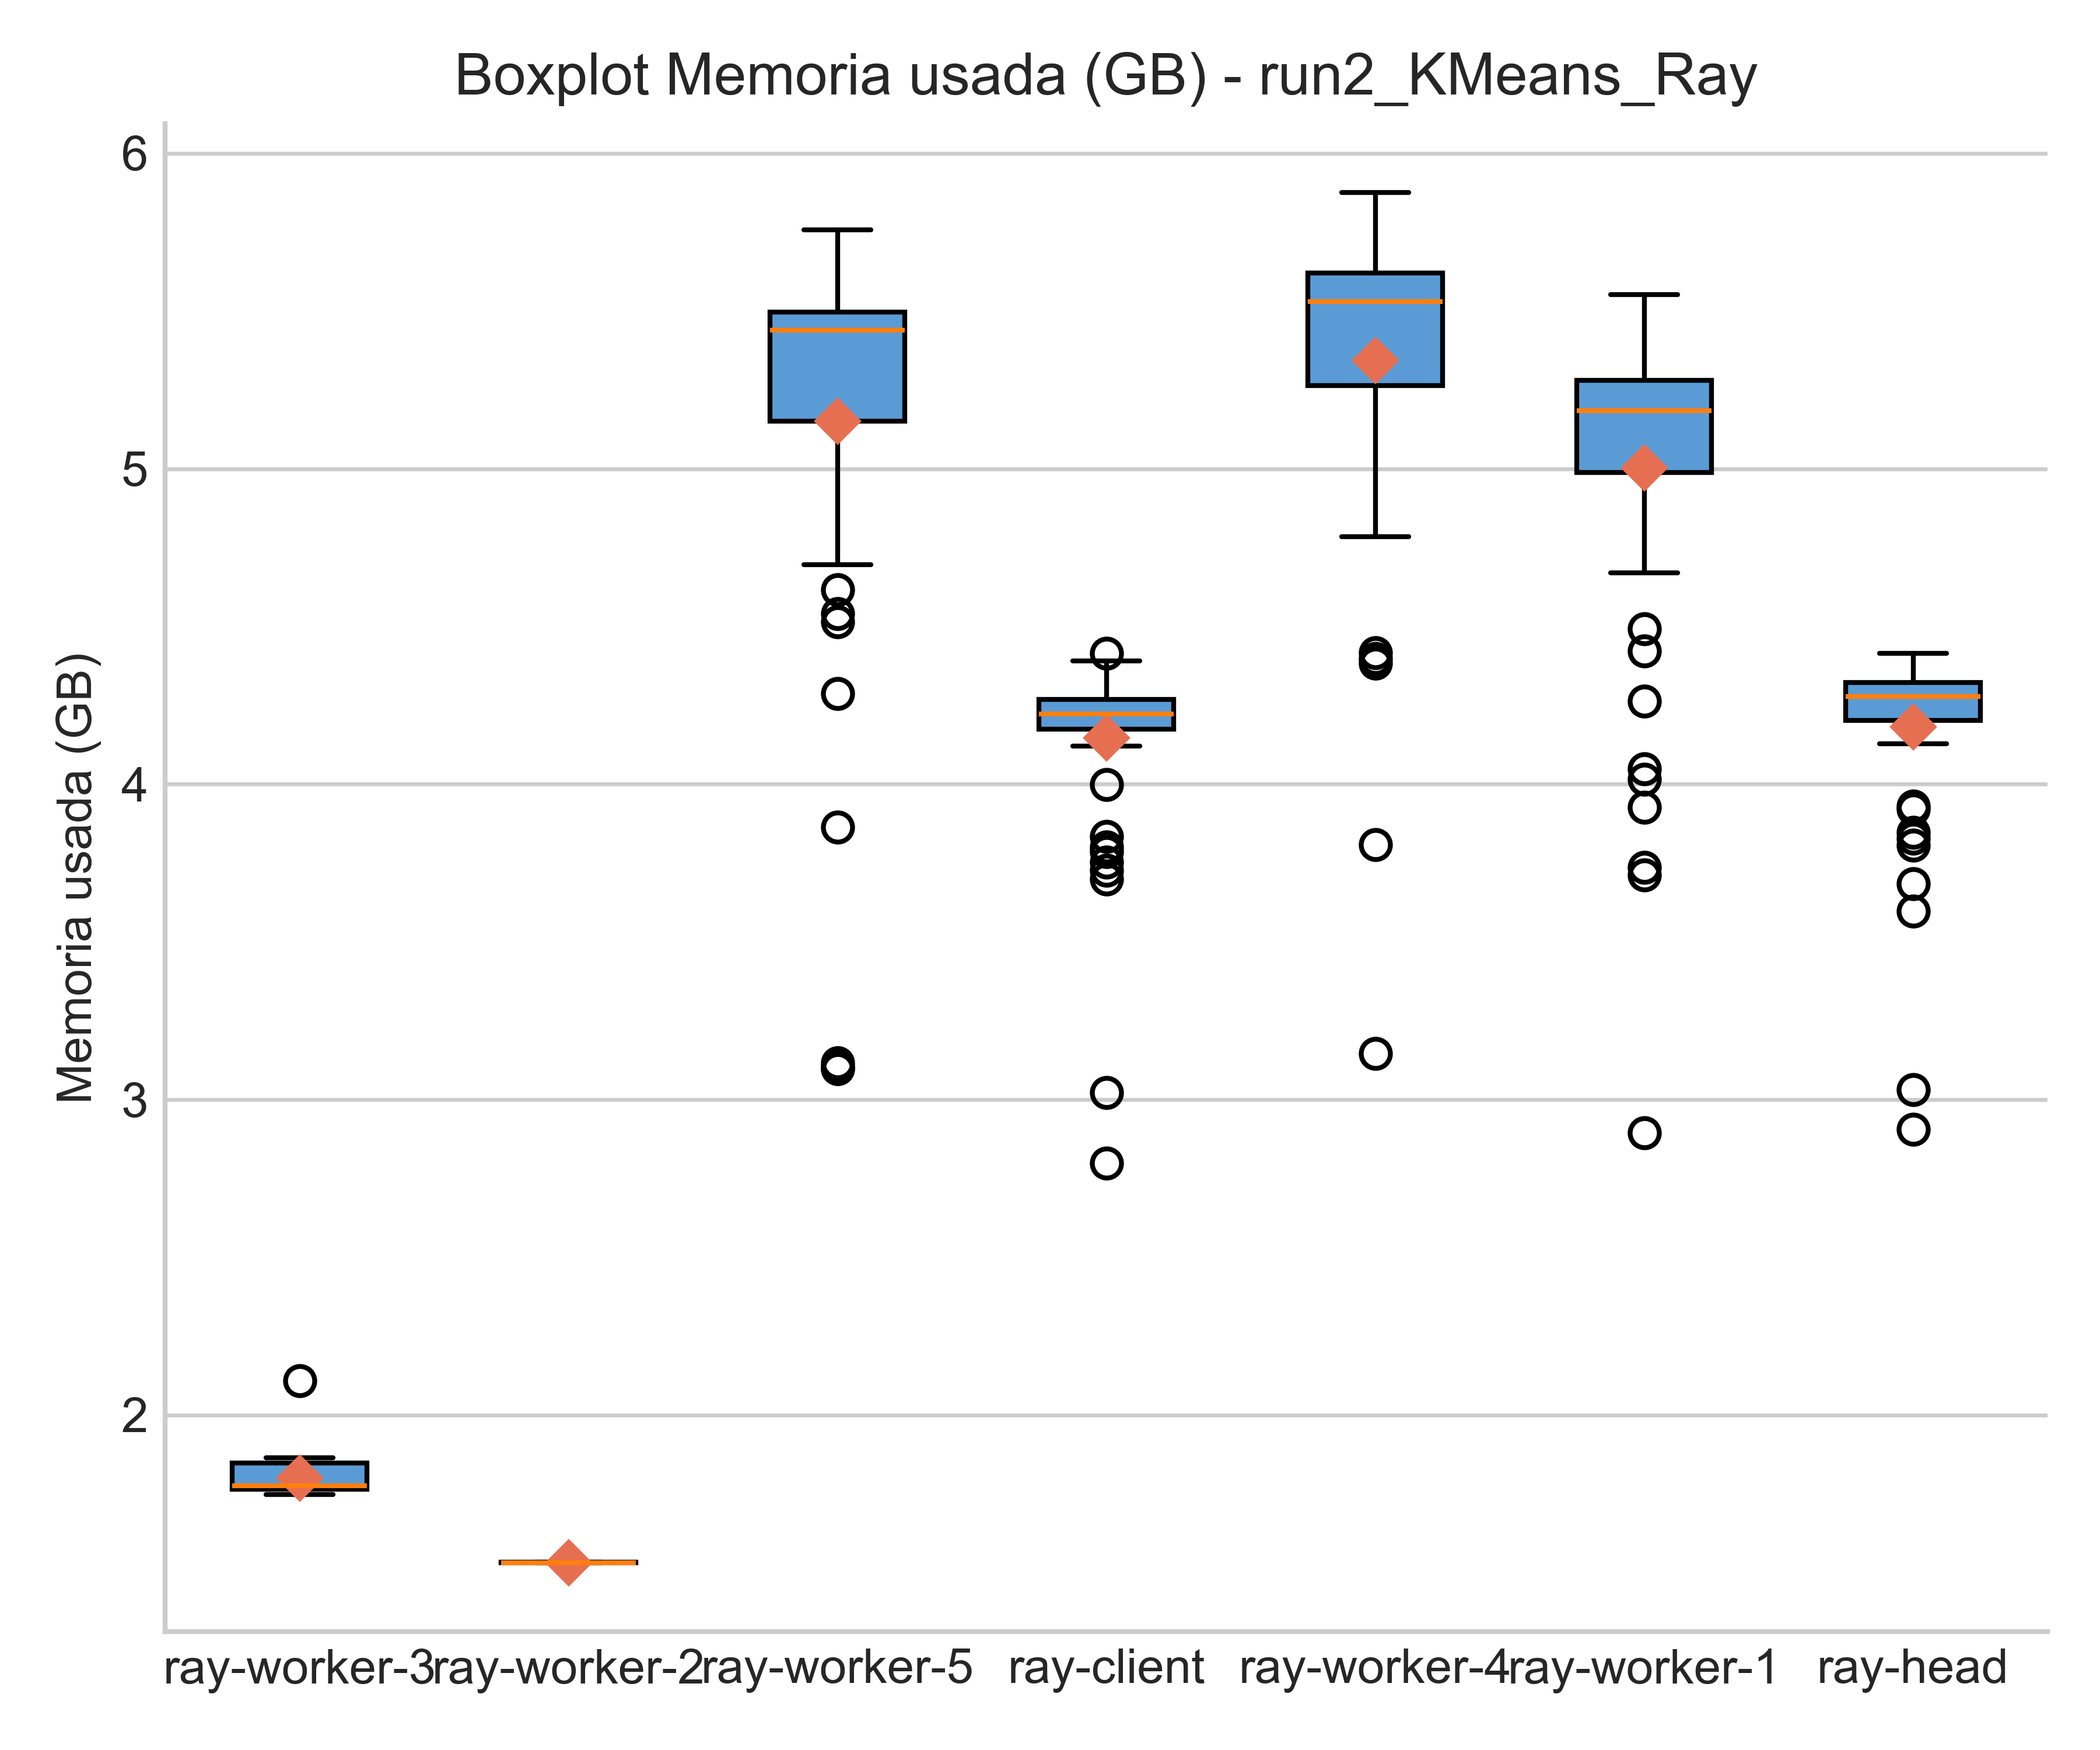 Boxplot Memoria usada (GB) - run2_KMeans_Ray
Memoria usada (GB)
6
5
4
3
2
ray-worker-3
ray-worker-2
ray-worker-5
ray-client
ray-worker-4
ray-worker-1
ray-head